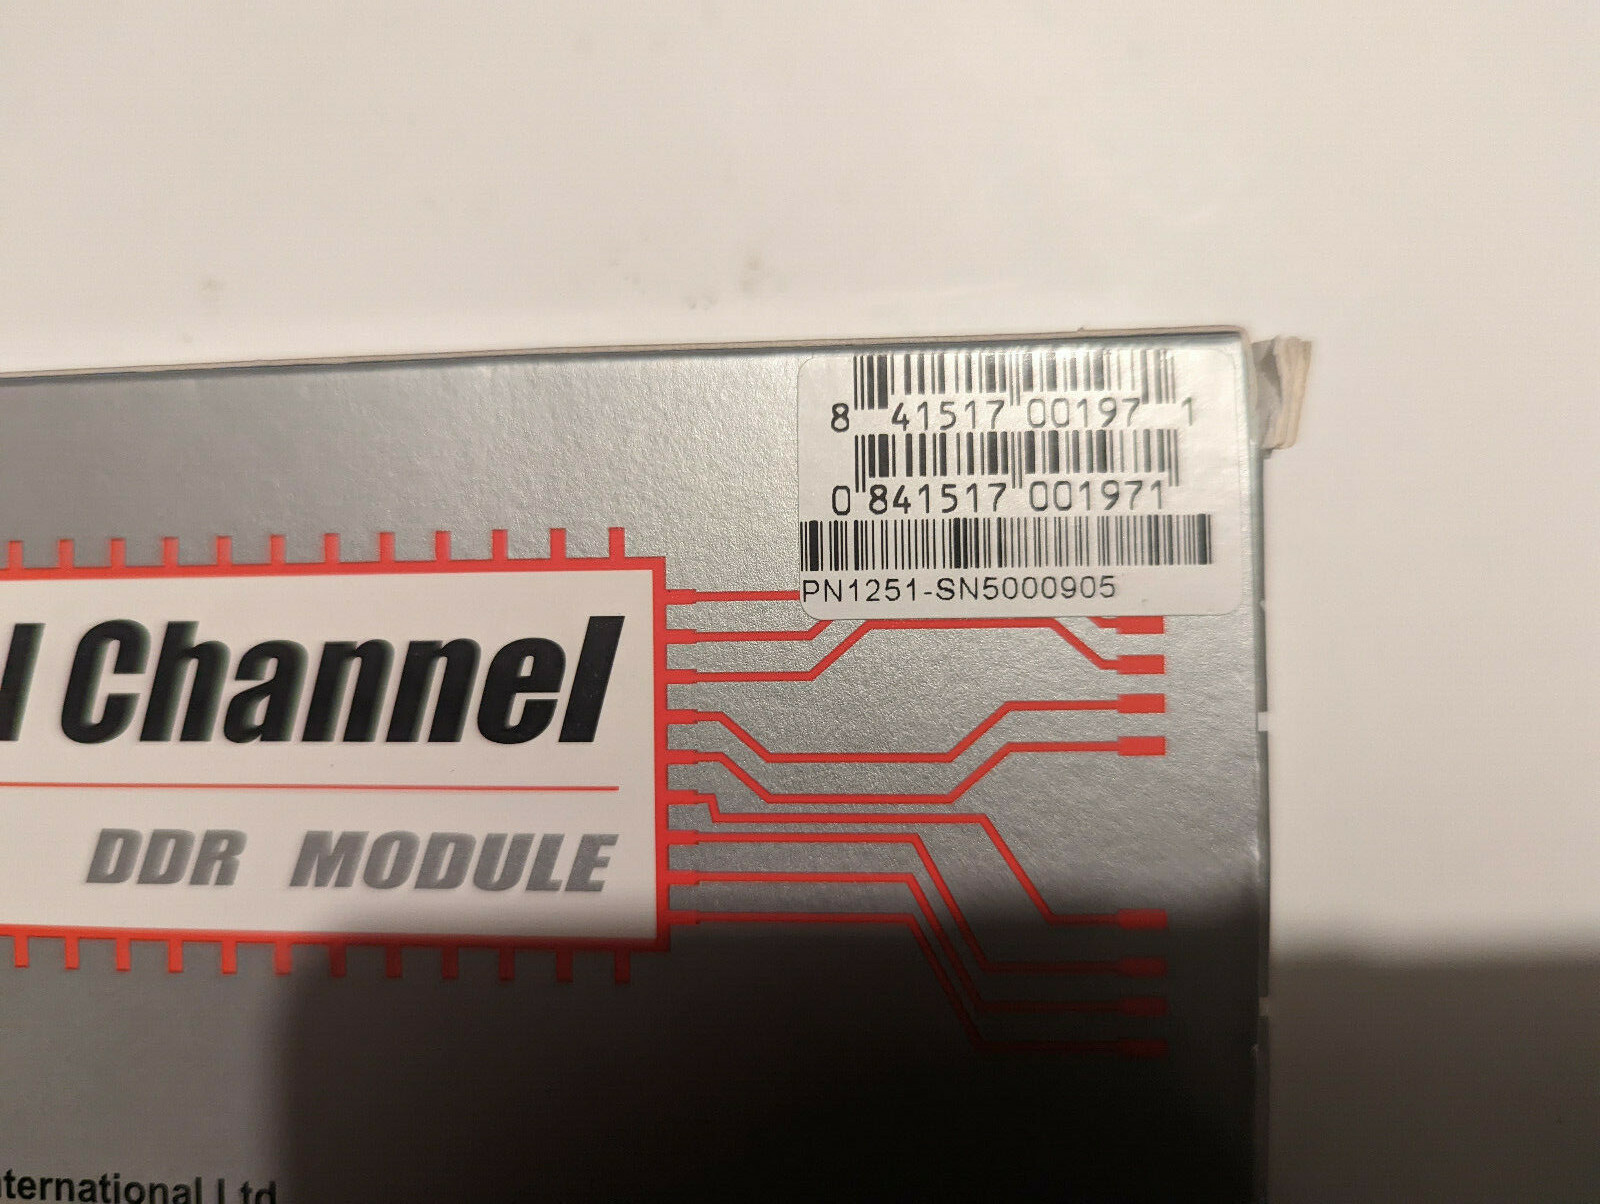 8 41517 00197 1
0 841517 001971
PN1251-SN5000905
l Channel
DDR MODULE
nternational Ltd